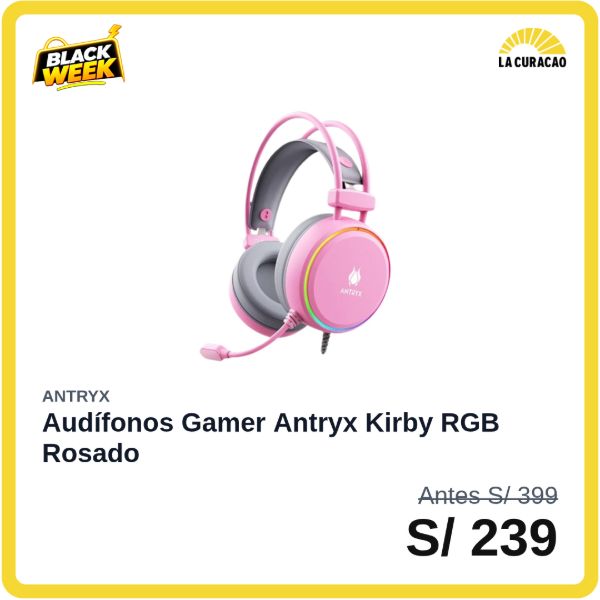 BLACK
WEEK
LA CURACAO
ANTRYX
ANTRYX
Audífonos Gamer Antryx Kirby RGB
Rosado
Antes S/ 399
S/ 239